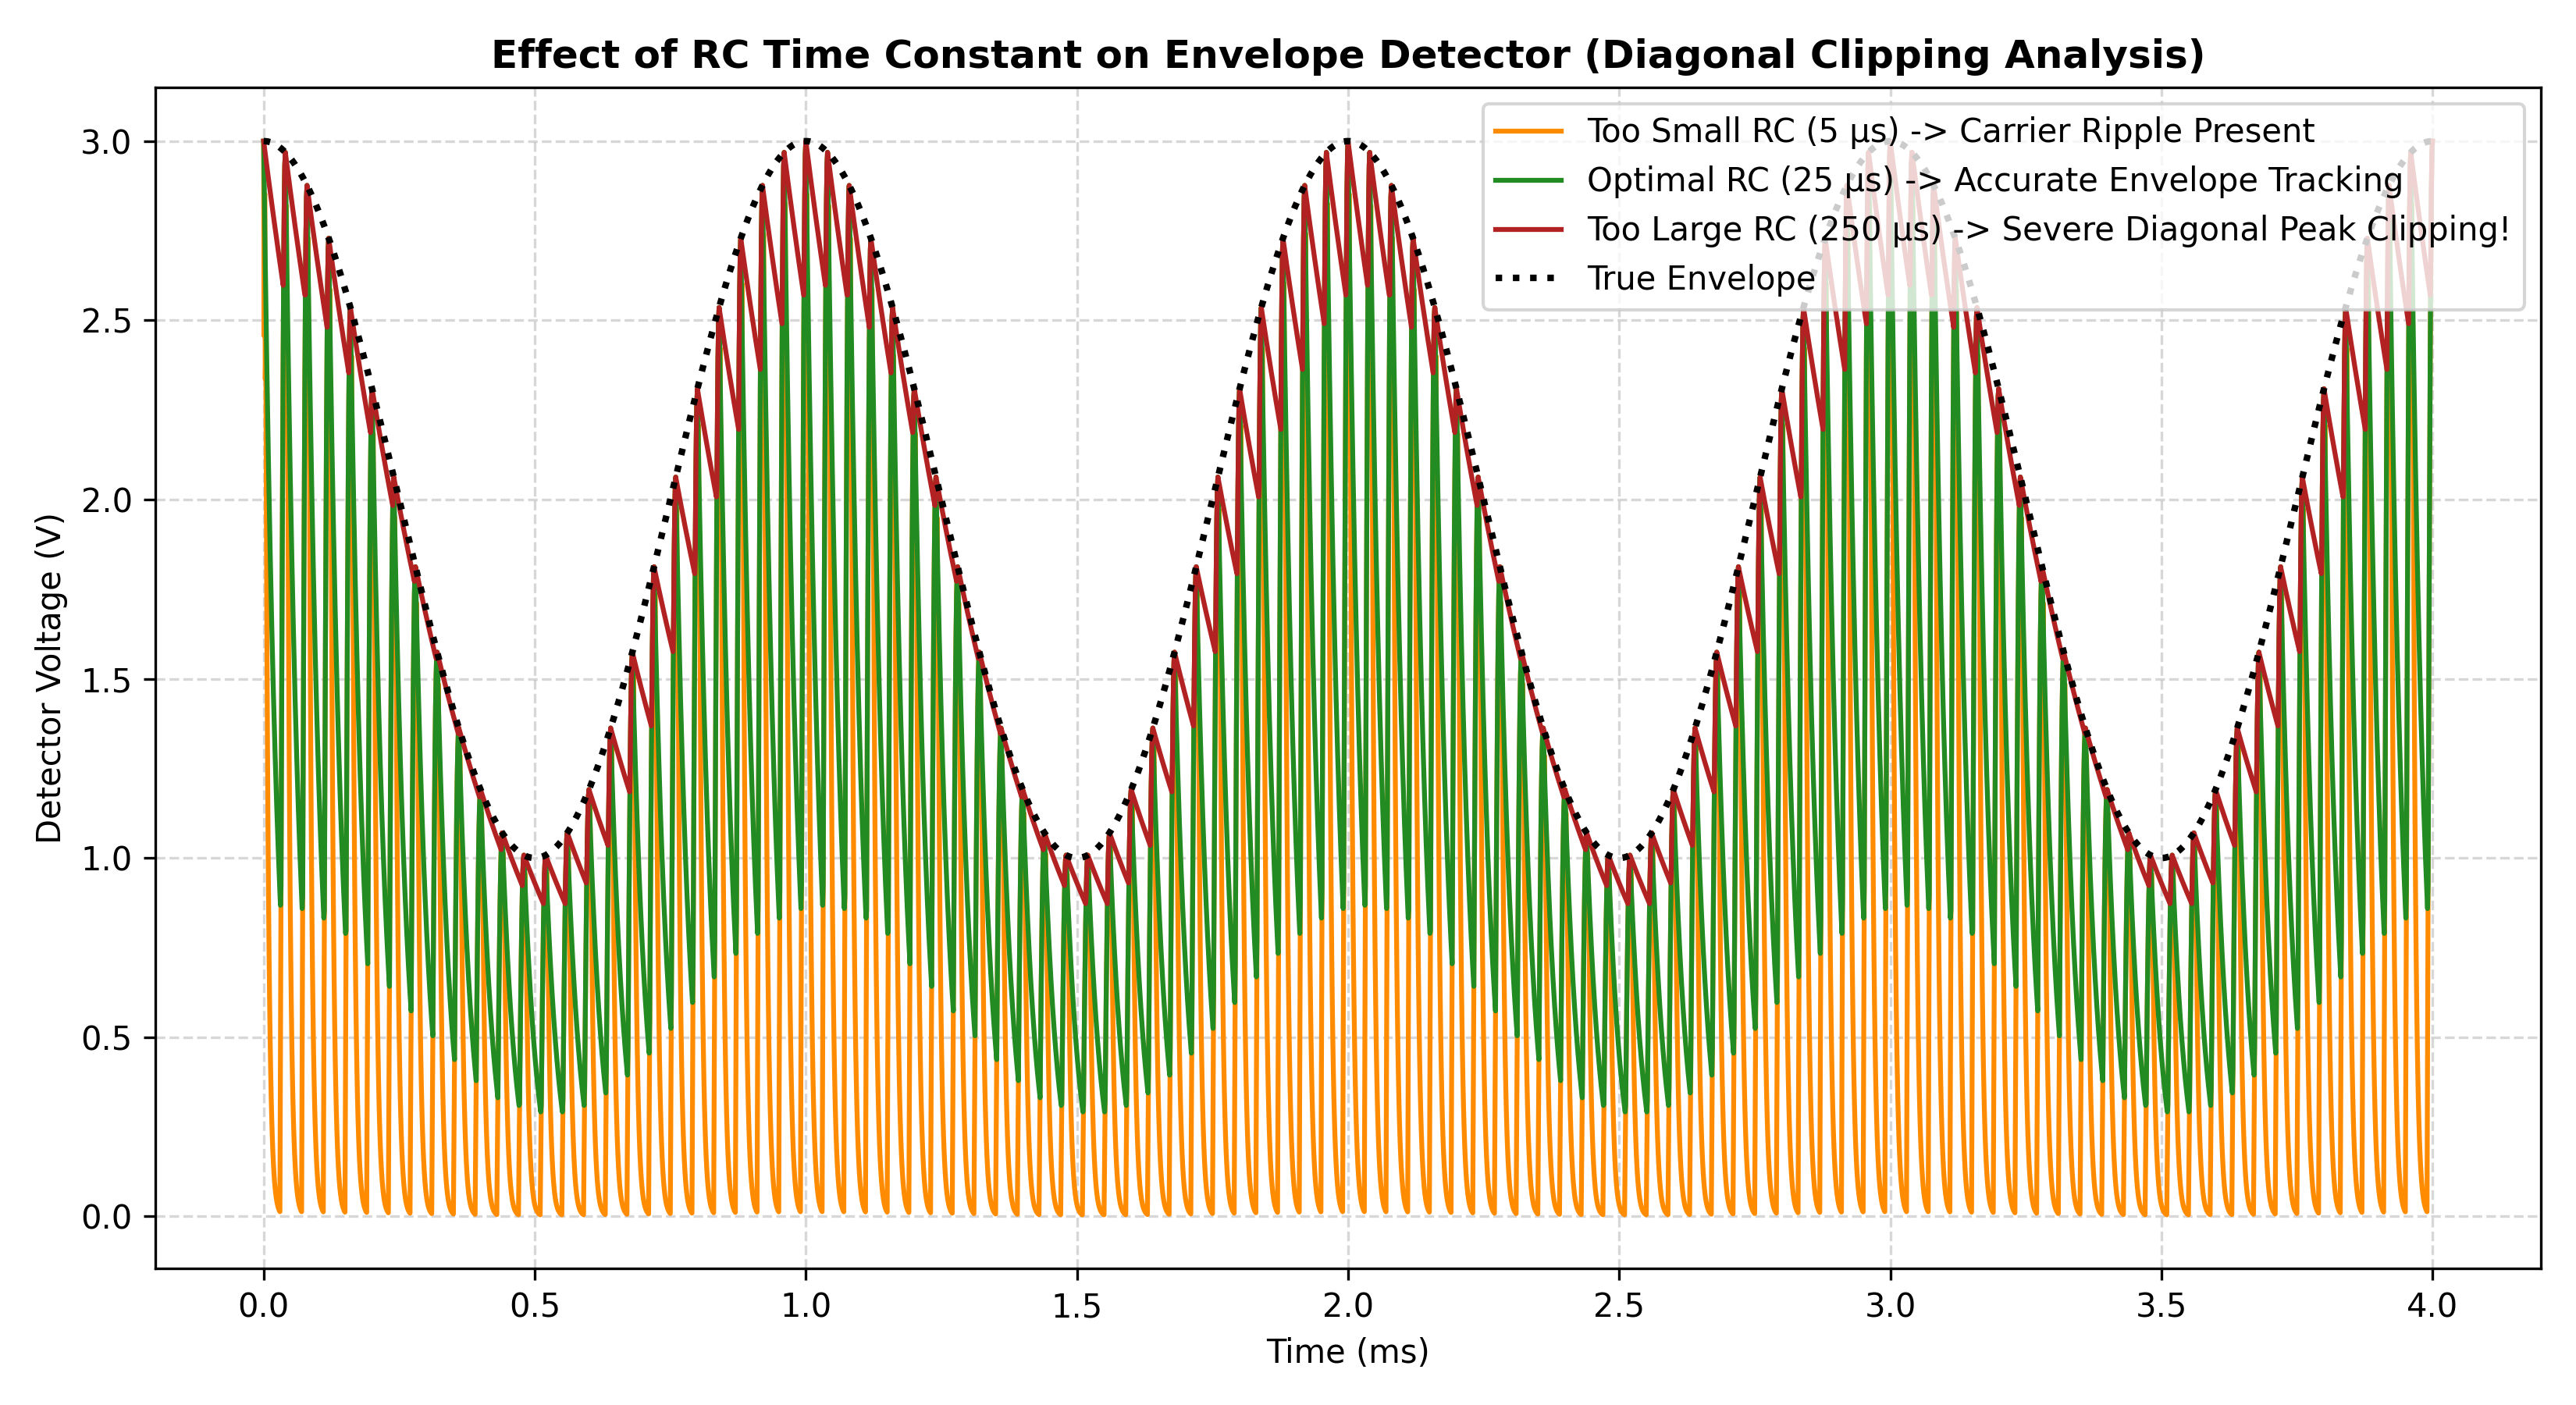 Effect of RC Time Constant on Envelope Detector (Diagonal Clipping Analysis)
Too Small RC (5 µs) -> Carrier Ripple Present
Optimal RC (25 µs) -> Accurate Envelope Tracking
Too Large RC (250 µs) -> Severe Diagonal Peak Clipping!
True Envelope
3.0
2.5
2.0
1.5
1.0
0.5
0.0
Detector Voltage (V)
0.0 0.5 1.0 1.5 2.0 2.5 3.0 3.5 4.0
Time (ms)